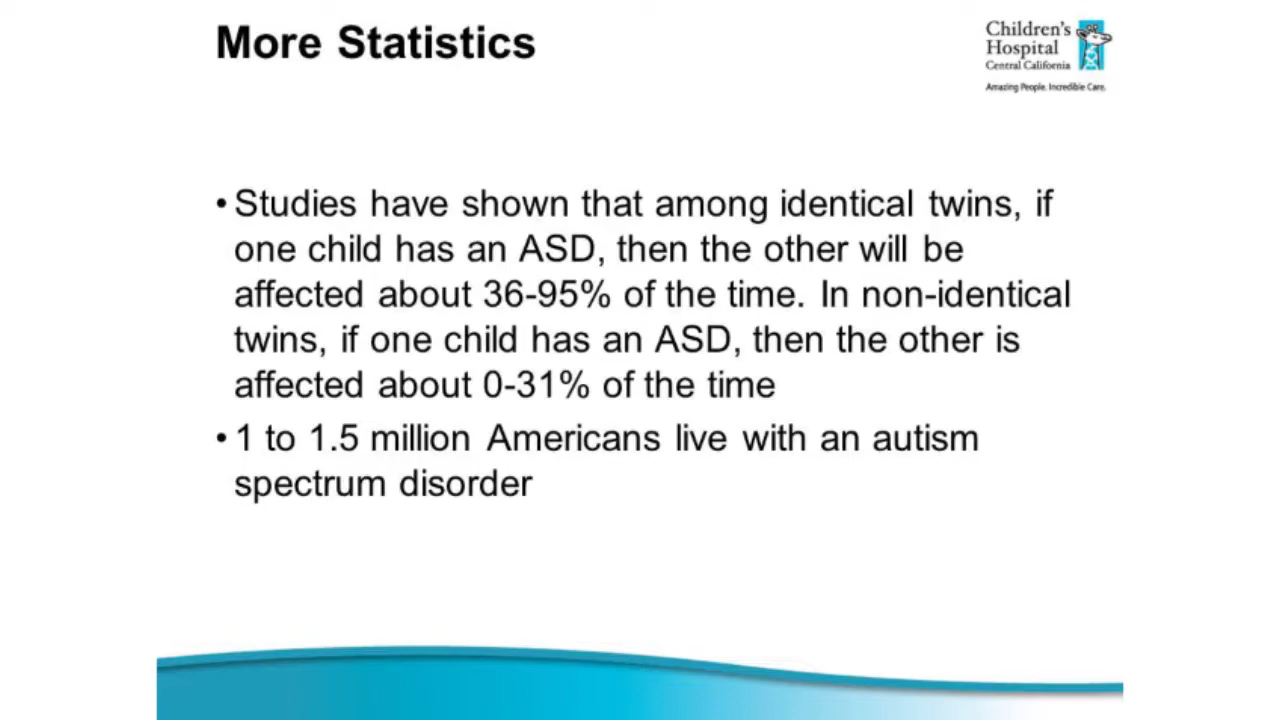 More Statistics
Children's
Hospital
Central California
Amazing People. Incredible Care.
• Studies have shown that among identical twins, if
one child has an ASD, then the other will be
affected about 36-95% of the time. In non-identical
twins, if one child has an ASD, then the other is
affected about 0-31% of the time
• 1 to 1.5 million Americans live with an autism
spectrum disorder